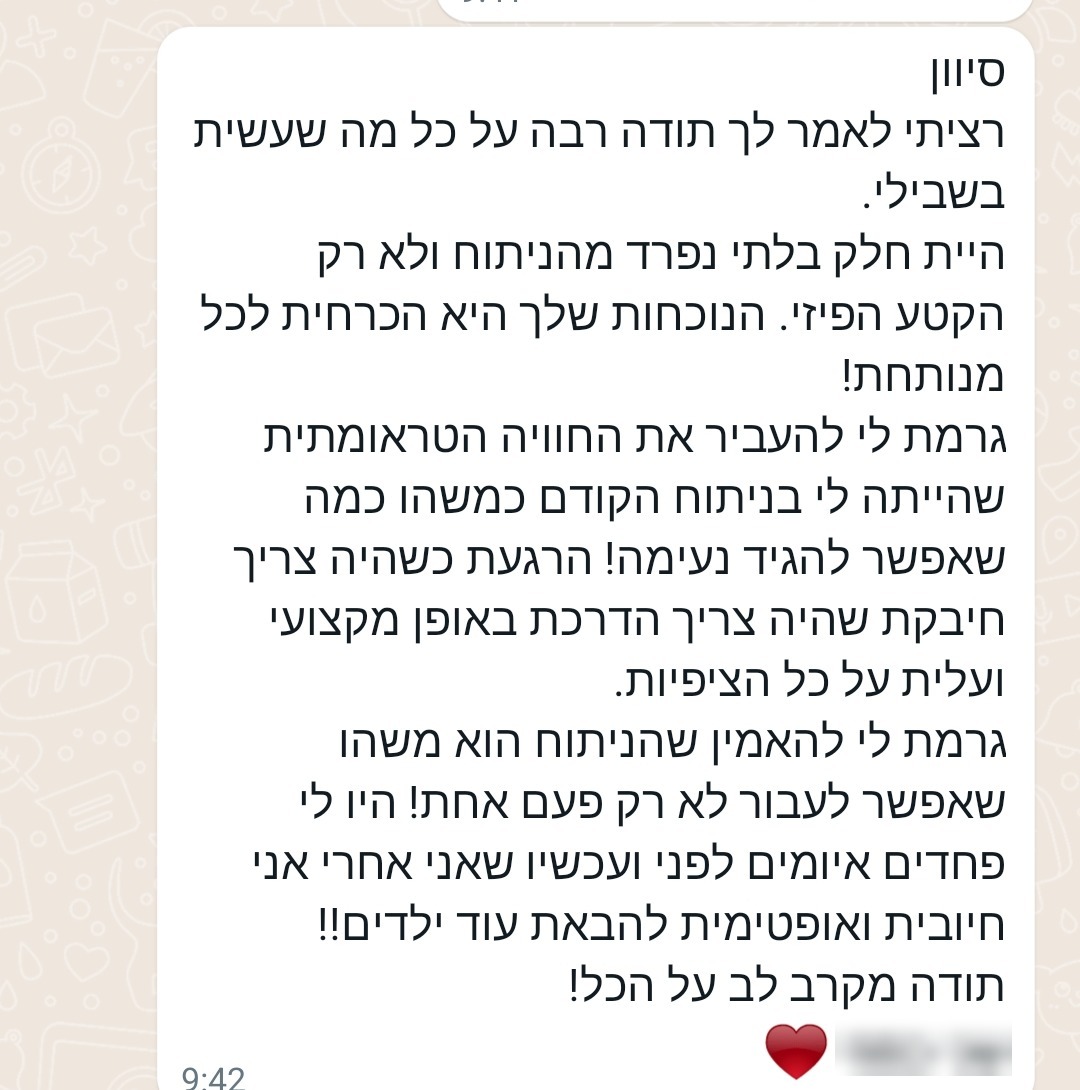 סיוון
רציתי לאמר לך תודה רבה על כל מה שעשית
בשבילי.
היית חלק בלתי נפרד מהניתוח ולא רק
הקטע הפיזי. הנוכחות שלך היא הכרחית לכל
מנותחת!
גרמת לי להעביר את החוויה הטראומתית
שהייתה לי בניתוח הקודם כמשהו כמה
שאפשר להגיד נעימה! הרגעת כשהיה צריך
חיבקת שהיה צריך הדרכת באופן מקצועי
ועלית על כל הציפיות.
גרמת לי להאמין שהניתוח הוא משהו
שאפשר לעבור לא רק פעם אחת! היו לי
פחדים איומים לפני ועכשיו שאני אחרי אני
חיובית ואופטימית להבאת עוד ילדים!!
תודה מקרב לב על הכל!
❤️
9:42